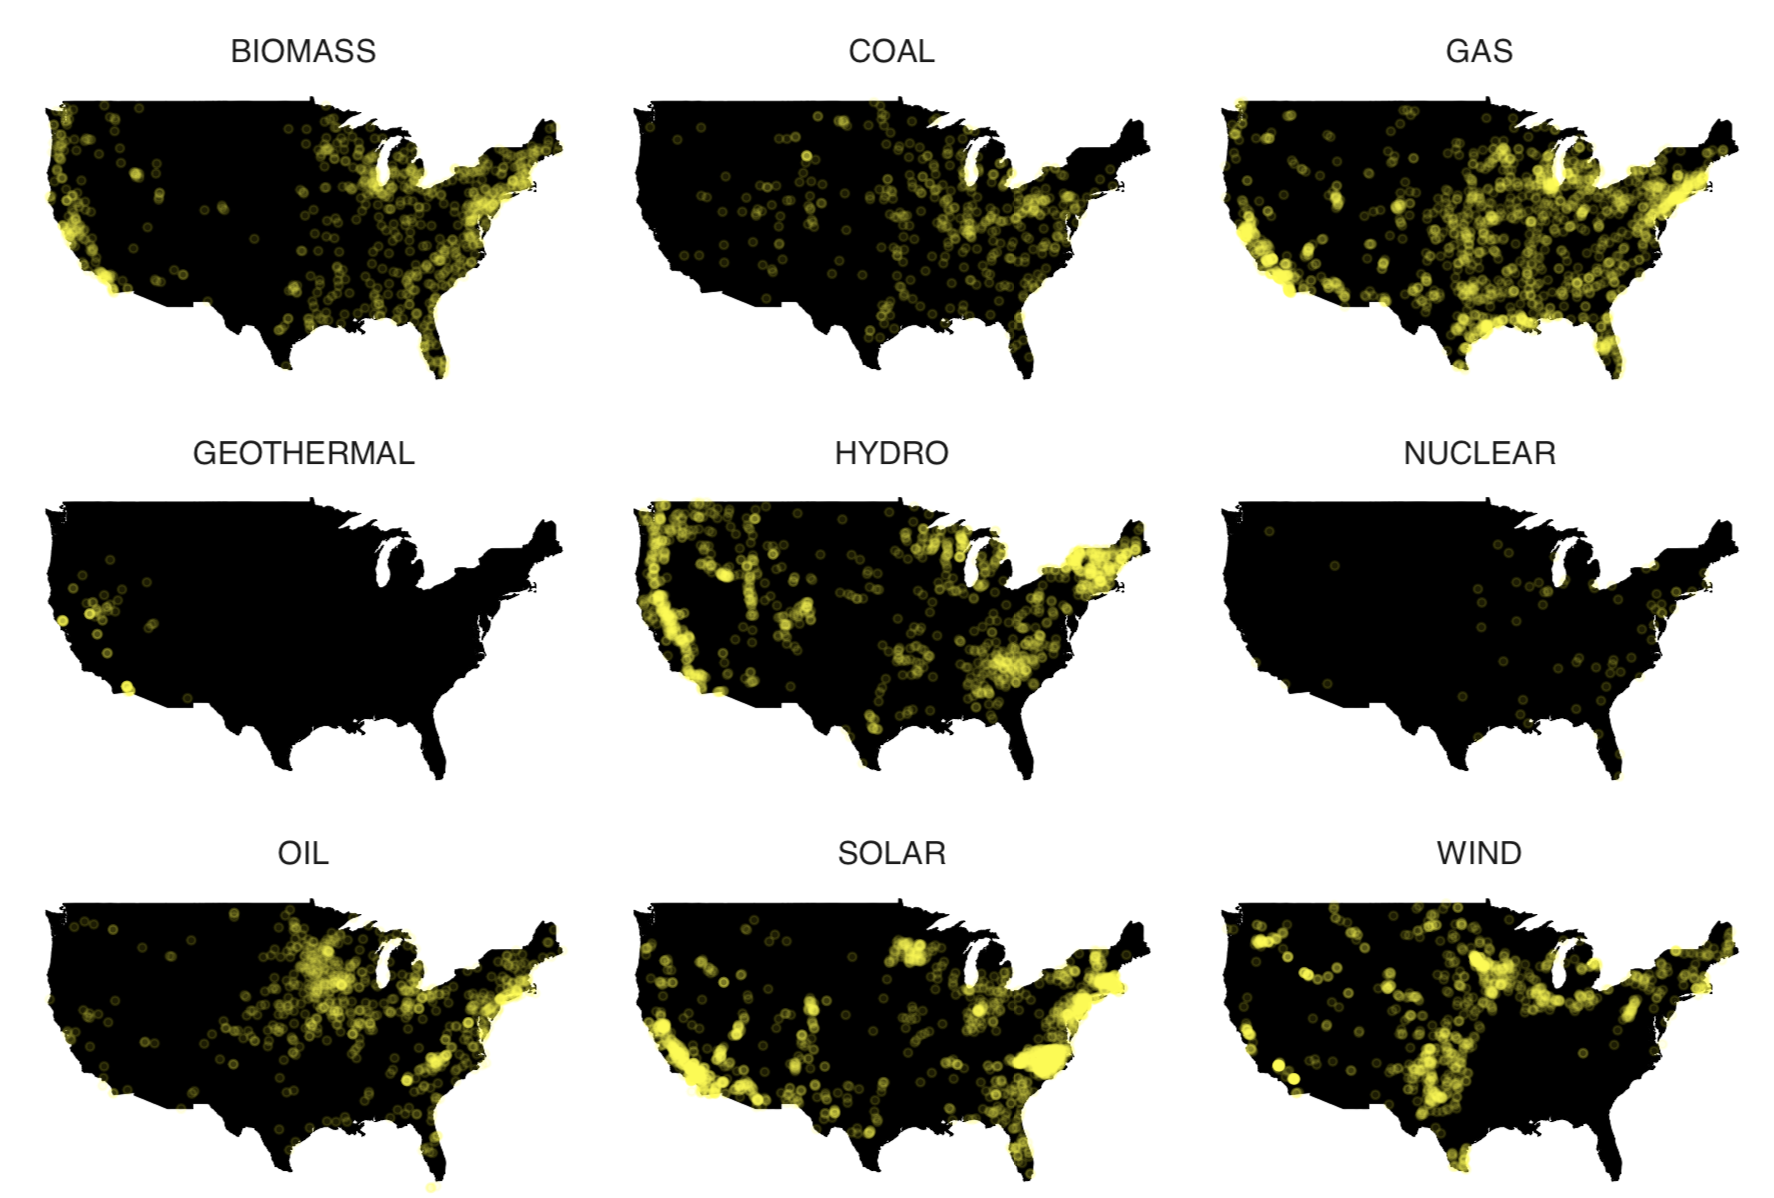 BIOMASS
COAL
GAS
GEOTHERMAL
HYDRO
NUCLEAR
OIL
SOLAR
WIND